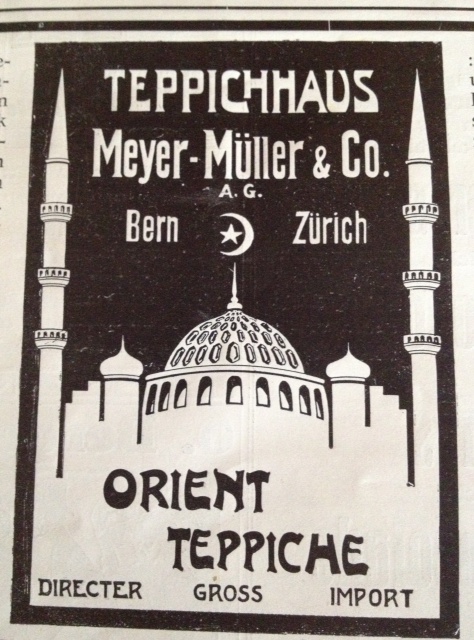 TEPPICHHAUS
Meyer-Müller & Co.
A.G.
Bern Zürich
ORIENT
TEPPICHE
DIRECTER GROSS IMPORT